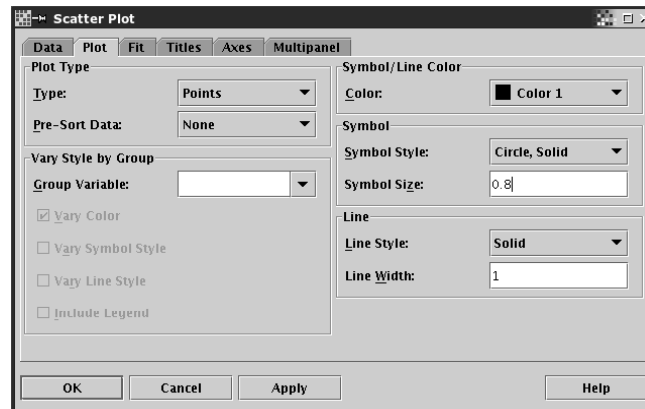 Scatter Plot
Data Plot Fit Titles Axes Multipanel
Plot Type
Type: Points
Pre-Sort Data: None
Vary Style by Group
Group Variable:
Vary Color
Vary Symbol Style
Vary Line Style
Include Legend
Symbol/Line Color
Color: Color 1
Symbol
Symbol Style: Circle, Solid
Symbol Size: 0.8
Line
Line Style: Solid
Line Width: 1
OK Cancel Apply Help